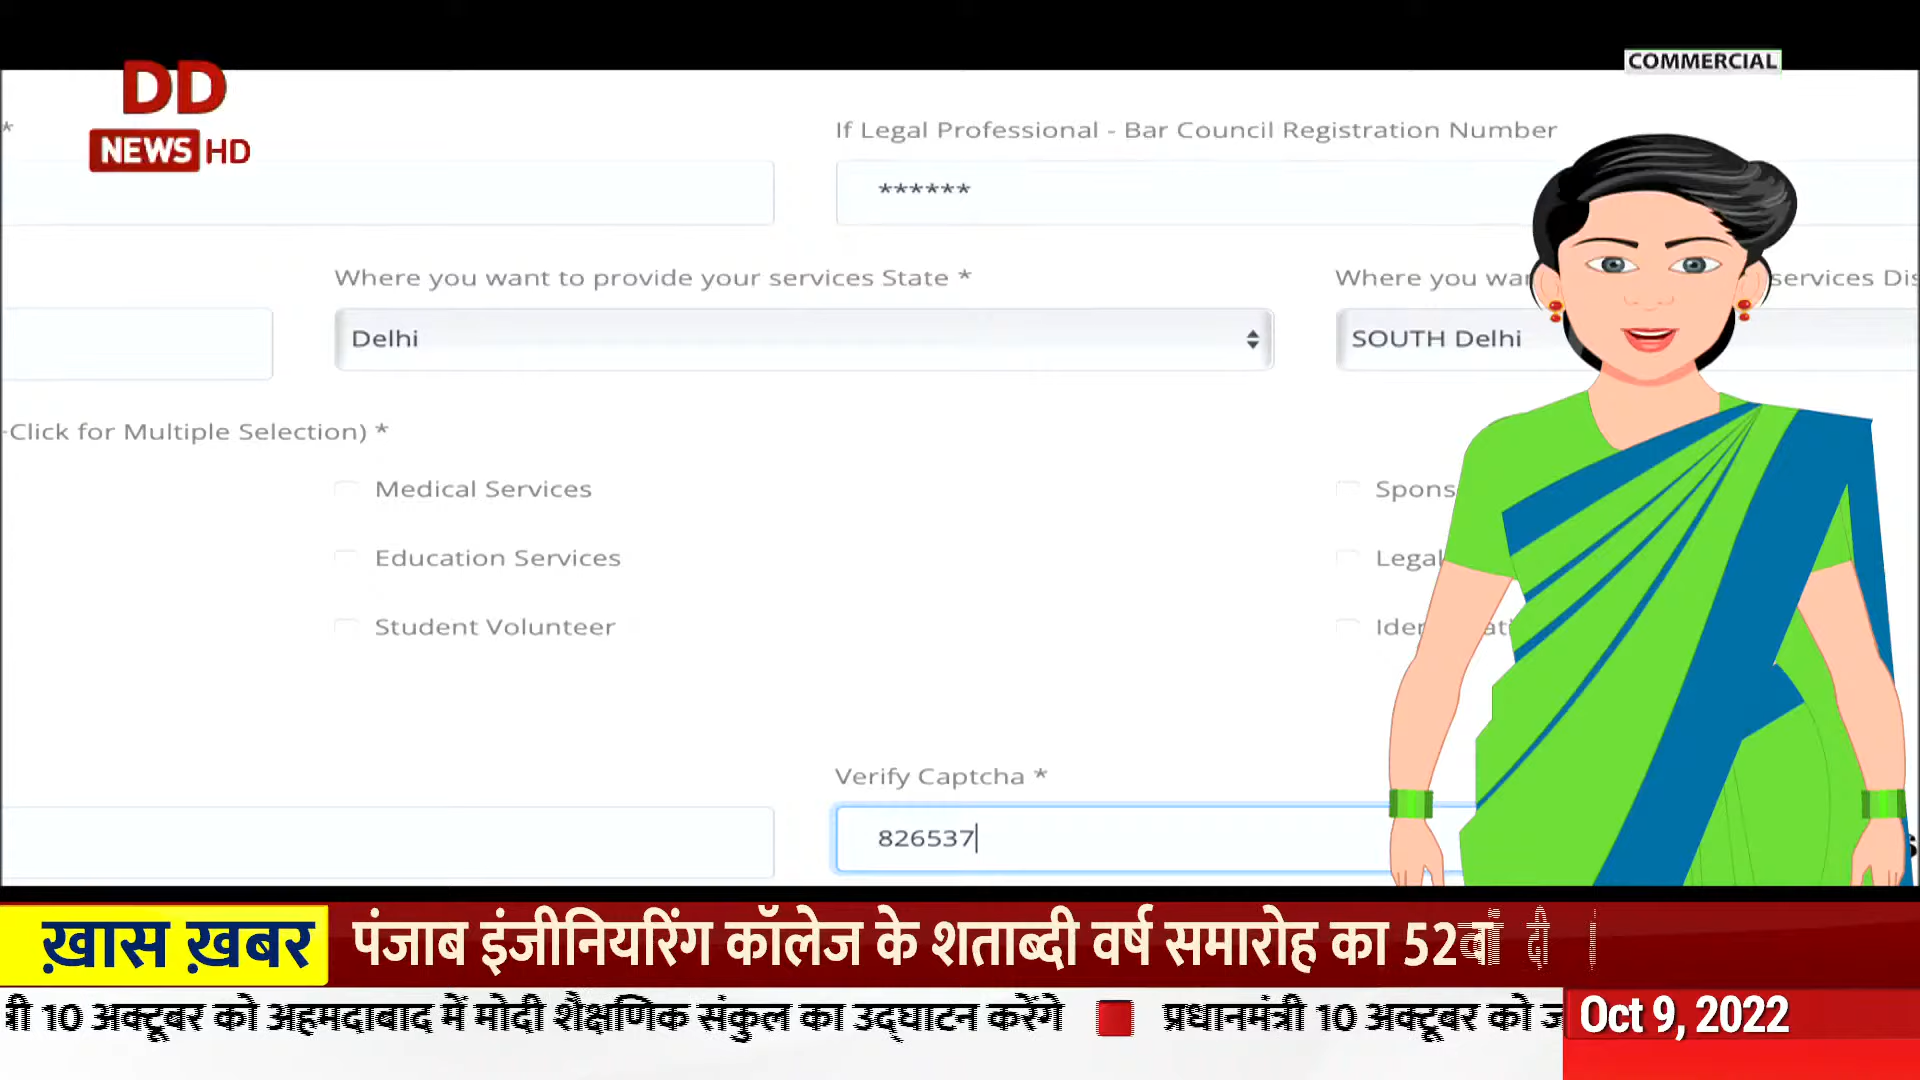 DD
NEWS HD
COMMERCIAL
*
If Legal Professional - Bar Council Registration Number
******
Where you want to provide your services State *
Where you services Dis
Delhi
SOUTH Delhi
-Click for Multiple Selection) *
Medical Services
Education Services
Legal
Student Volunteer
Verify Captcha *
826537
ख़ास ख़बर
पंजाब इंजीनियरिंग कॉलेज के शताब्दी वर्ष समारोह का 52वां
10 अक्टूबर को अहमदाबाद में मोदी शैक्षणिक संकुल का उद्घाटन करेंगे
प्रधानमंत्री 10 अक्टूबर को
Oct 9, 2022